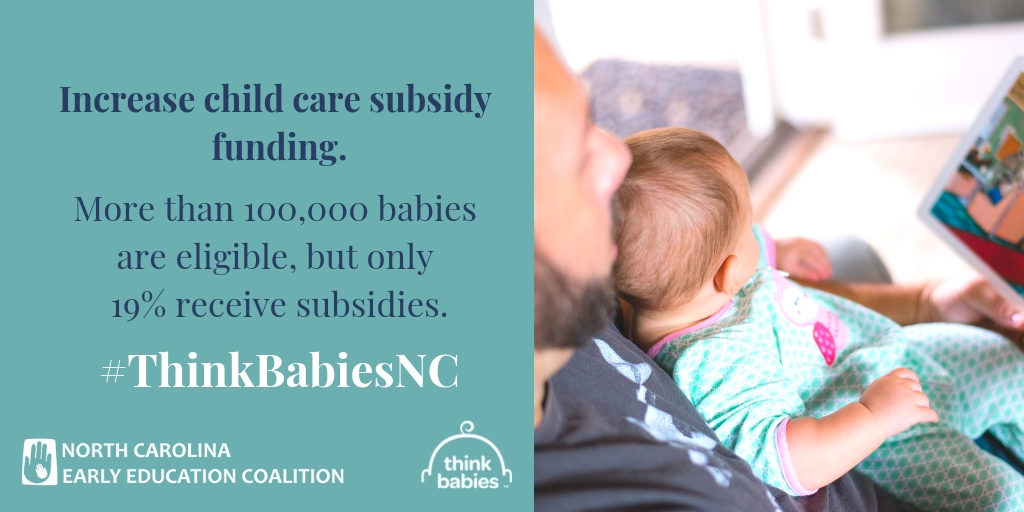 Increase child care subsidy
funding.
More than 100,000 babies
are eligible, but only
19% receive subsidies.
#ThinkBabiesNC
NORTH CAROLINA
EARLY EDUCATION COALITION
think
babies™